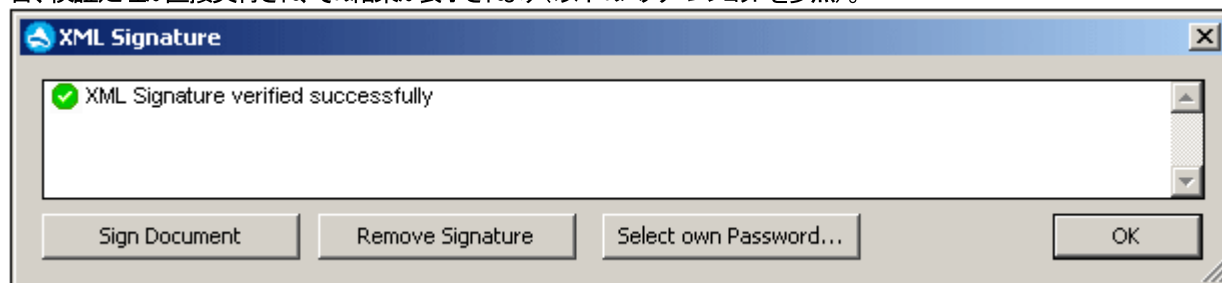 XML Signature
XML Signature verified successfully
Sign Document
Remove Signature
Select own Password...
OK